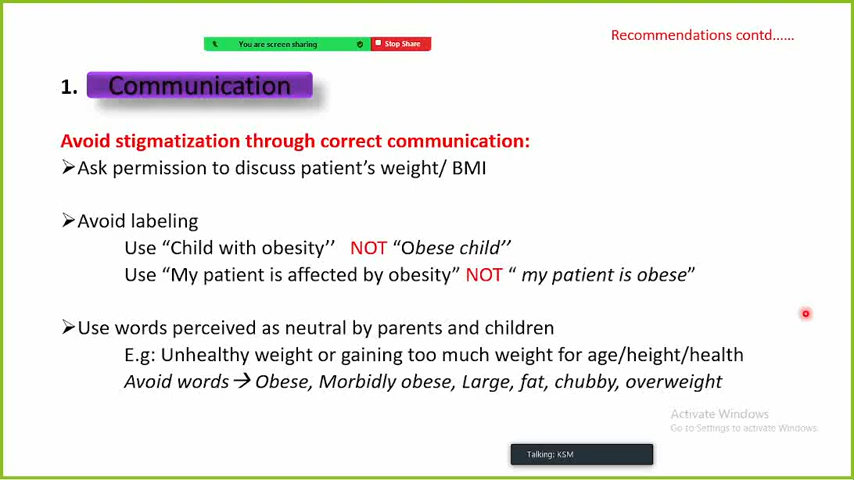 Recommendations contd......
You are screen sharing
Stop Share
1. Communication
Avoid stigmatization through correct communication:
➢Ask permission to discuss patient’s weight/ BMI
➢Avoid labeling
Use “Child with obesity’’ NOT “Obese child’’
Use “My patient is affected by obesity” NOT “ my patient is obese”
➢Use words perceived as neutral by parents and children
E.g: Unhealthy weight or gaining too much weight for age/height/health
Avoid words→ Obese, Morbidly obese, Large, fat, chubby, overweight
Activate Windows
Go to Settings to activate Windows.
Talking: KSM